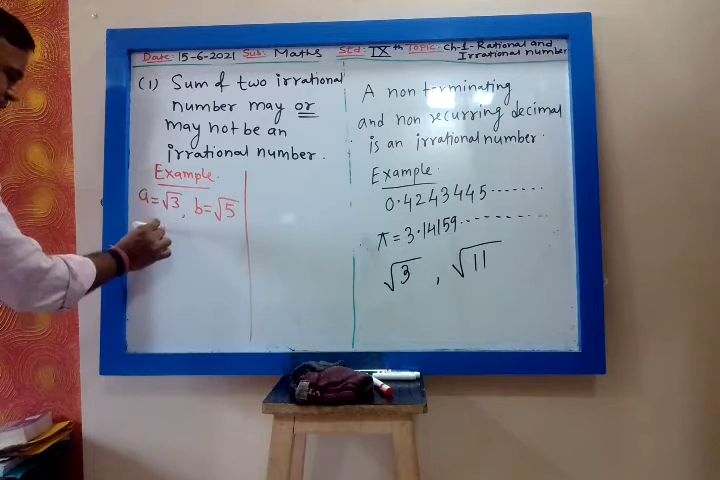 Date: 15-6-2021 Sub: Maths Std: IXth Topic: Ch-1-Rational and
Irrational number
(1) Sum of two irrational
number may or
may not be an
irrational number.
Example.
a=√3, b=√5
A non terminating
and non recurring decimal
is an irrational number.
Example
0.4243445.......
π=3.14159.........
√3, √11